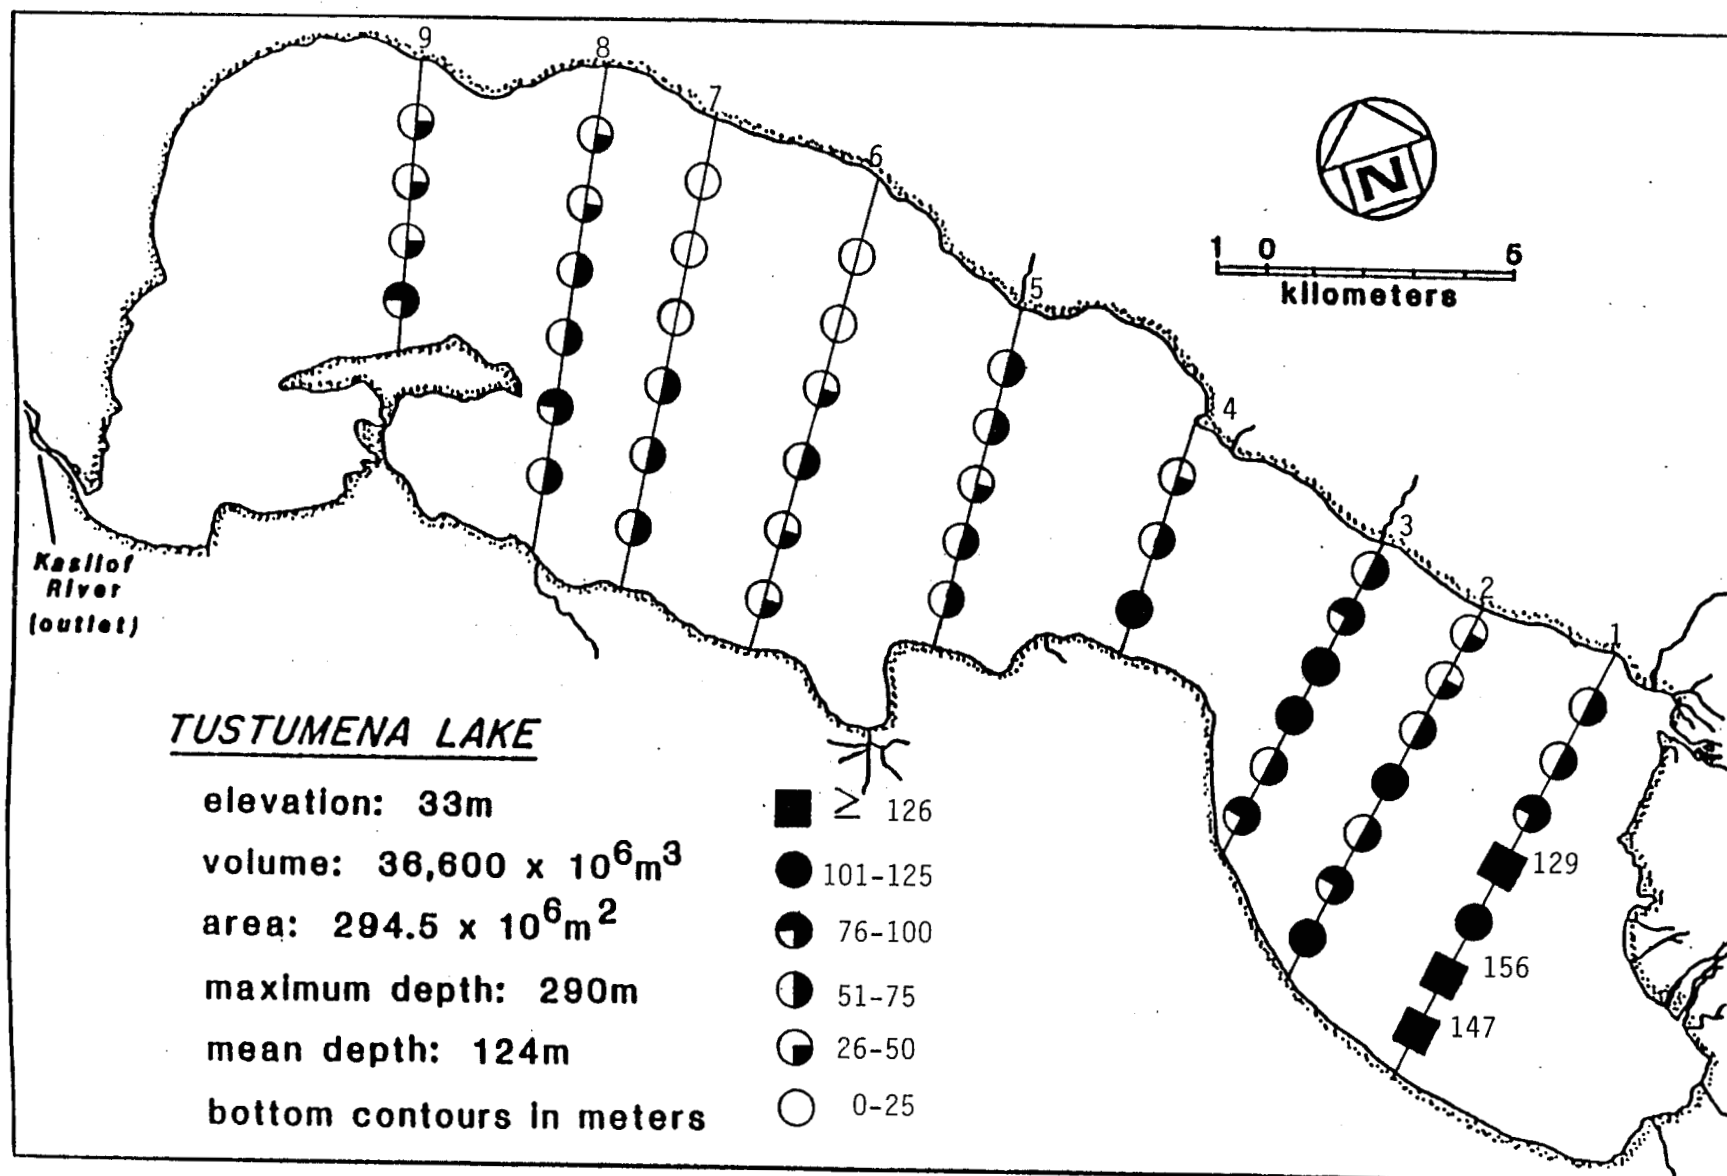 9
8
7
6
5
4
3
2
1
N
1 0 5
kilometers
Kasilof
River
(outlet)
TUSTUMENA LAKE
elevation: 33m
volume: 36,600 x 10⁶m³
area: 294.5 x 10⁶m²
maximum depth: 290m
mean depth: 124m
bottom contours in meters
≥ 126
101-125
76-100
51-75
26-50
0-25
129
156
147